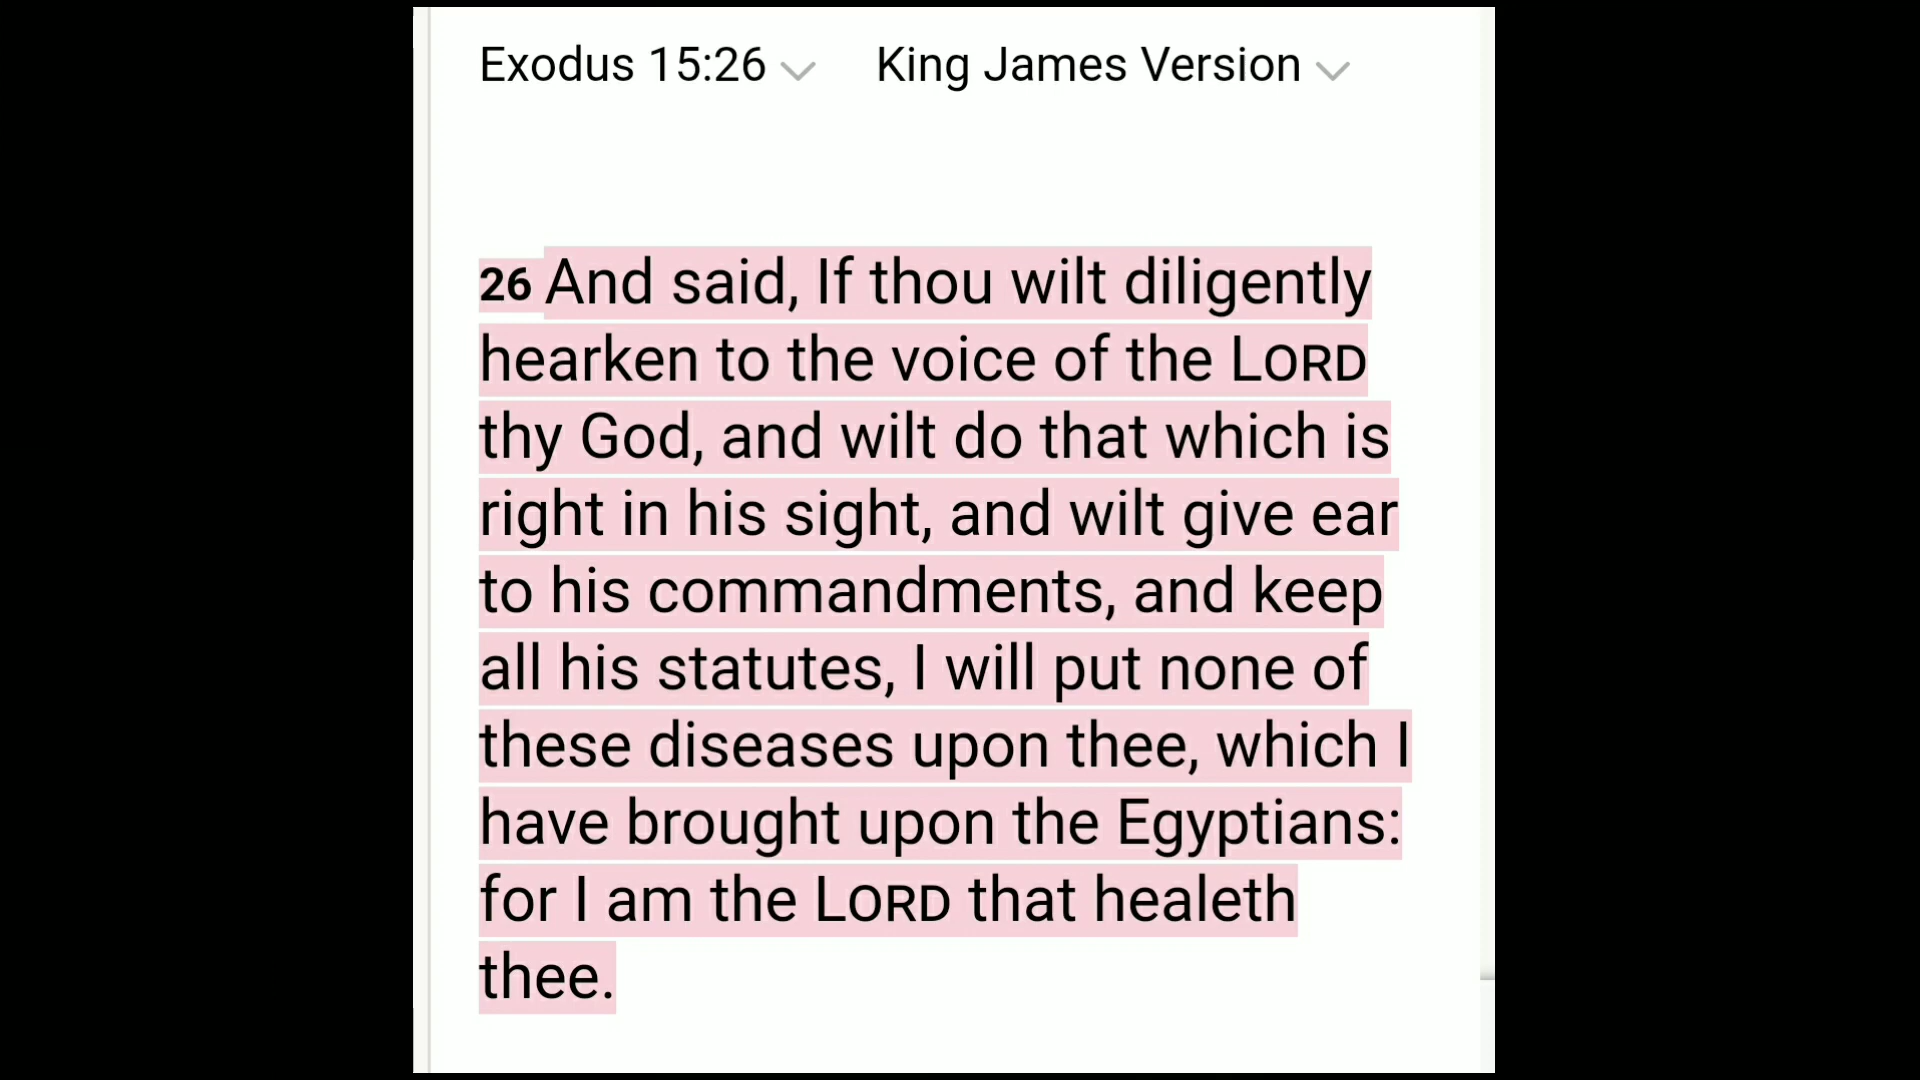 Exodus 15:26 King James Version
26 And said, If thou wilt diligently
hearken to the voice of the LORD
thy God, and wilt do that which is
right in his sight, and wilt give ear
to his commandments, and keep
all his statutes, I will put none of
these diseases upon thee, which I
have brought upon the Egyptians:
for I am the LORD that healeth
thee.